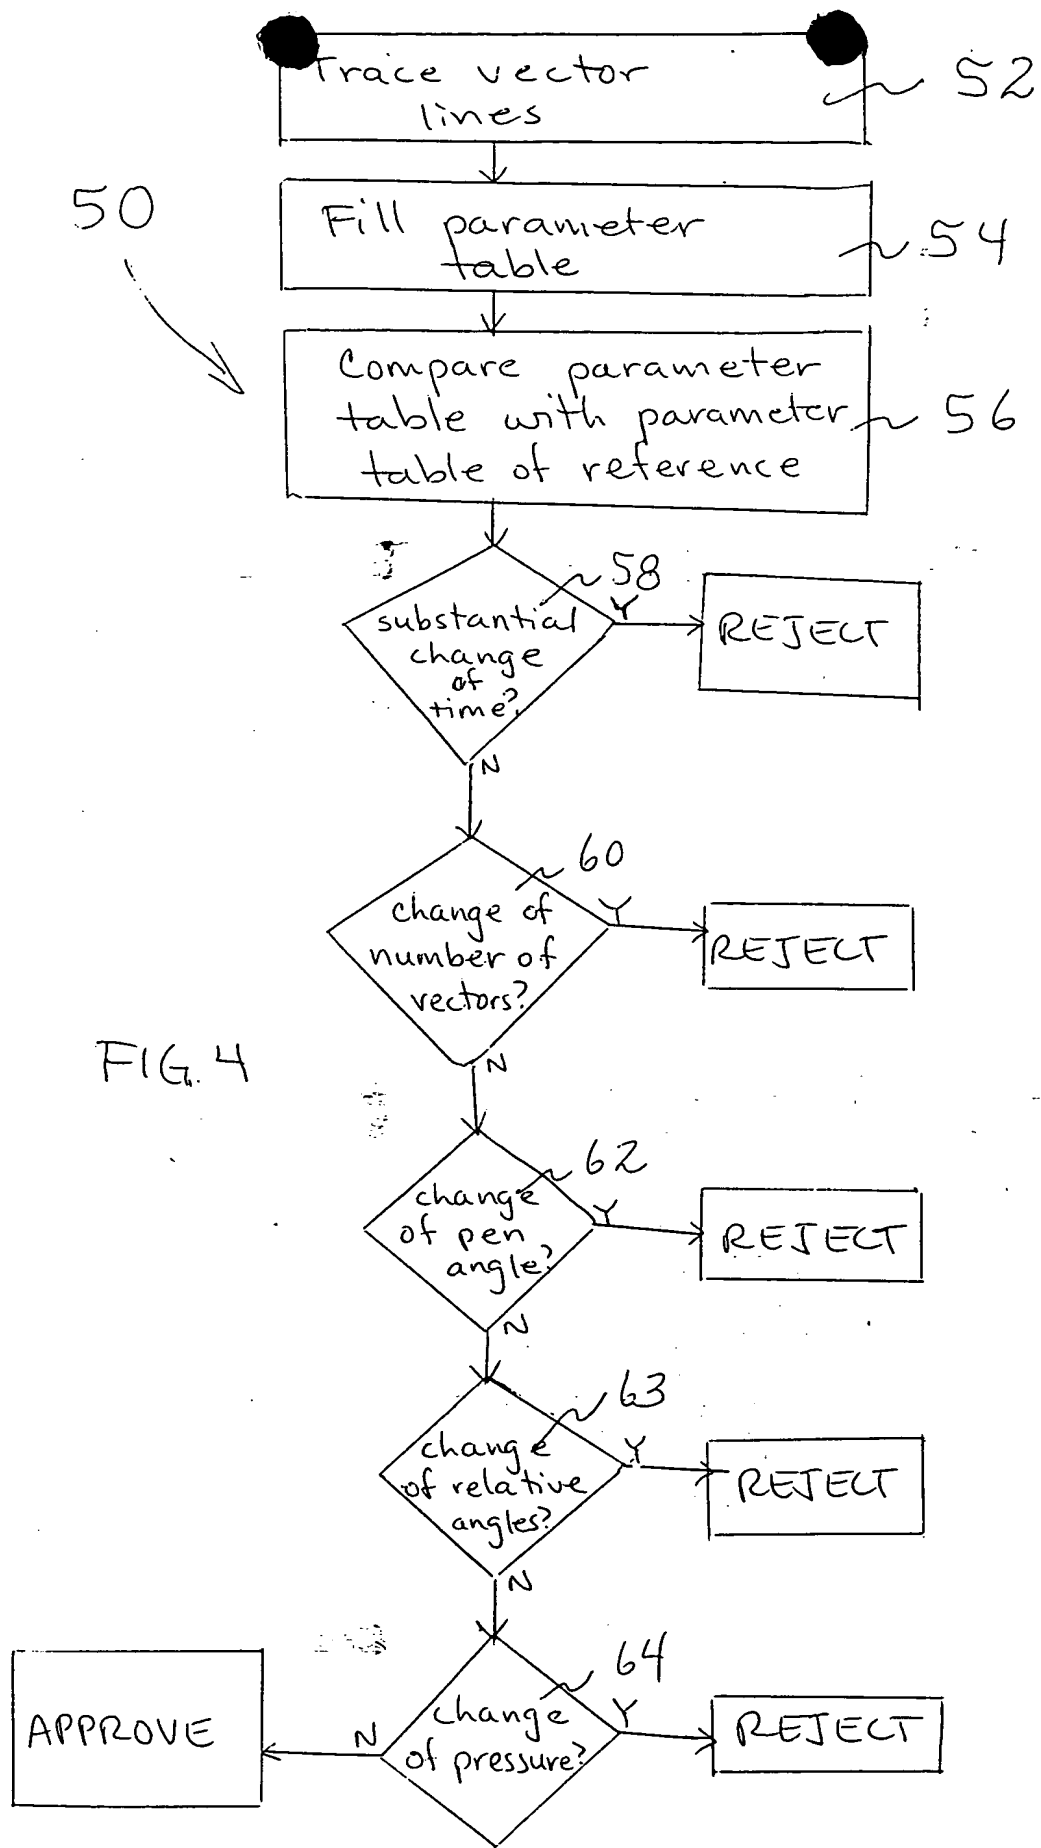 Trace vector
lines
52
50
Fill parameter
table
54
Compare parameter
table with parameter
table of reference
56
58
substantial
change
of
time?
Y
REJECT
N
60
change of
number of
vectors?
Y
REJECT
FIG. 4
N
62
change
of pen
angle?
Y
REJECT
N
63
change
of relative
angles?
Y
REJECT
N
64
change
of pressure?
Y
REJECT
N
APPROVE